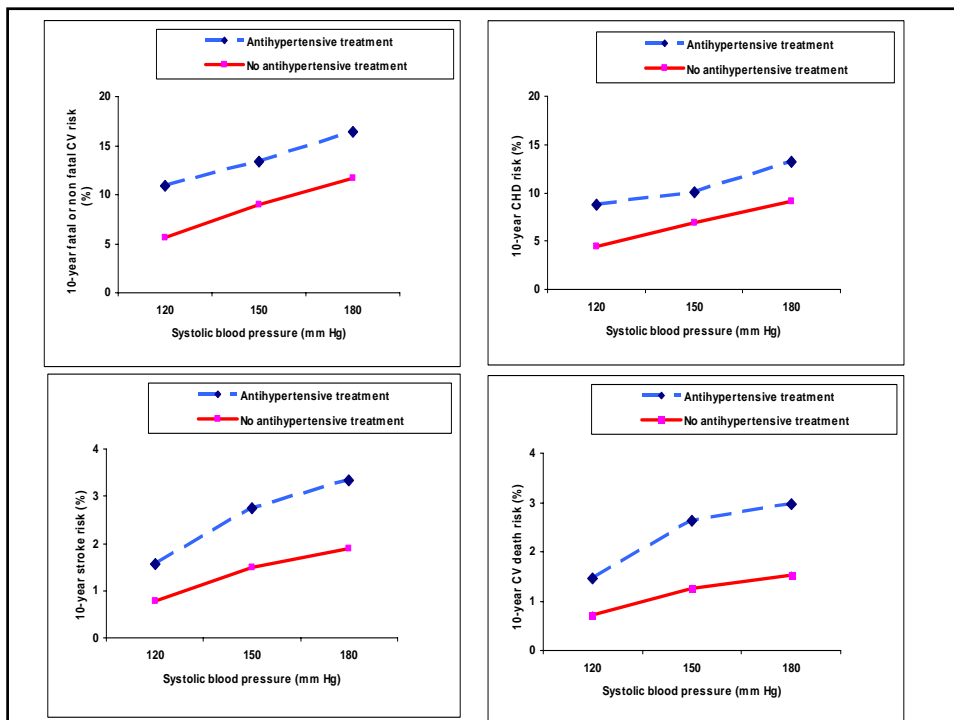 Antihypertensive treatment
No antihypertensive treatment
20
15
10
5
0
120 150 180
10-year fatal or non fatal CV risk
(%)
Systolic blood pressure (mm Hg)
Antihypertensive treatment
No antihypertensive treatment
20
15
10
5
0
120 150 180
10-year CHD risk (%)
Systolic blood pressure (mm Hg)
Antihypertensive treatment
No antihypertensive treatment
4
3
2
1
0
120 150 180
10-year stroke risk (%)
Systolic blood pressure (mm Hg)
Antihypertensive treatment
No antihypertensive treatment
4
3
2
1
0
120 150 180
10-year CV death risk (%)
Systolic blood pressure (mm Hg)